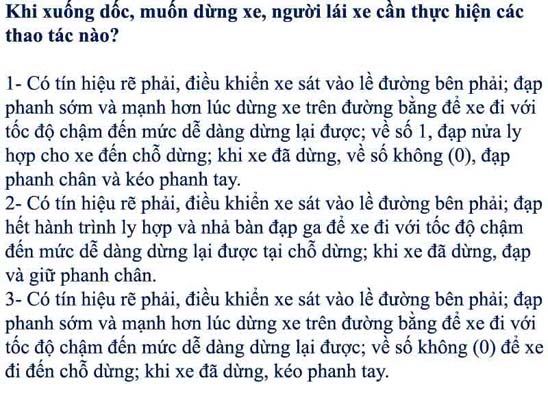 Khi xuống dốc, muốn dừng xe, người lái xe cần thực hiện các
thao tác nào?
1- Có tín hiệu rẽ phải, điều khiển xe sát vào lề đường bên phải; đạp
phanh sớm và mạnh hơn lúc dừng xe trên đường bằng để xe đi với
tốc độ chậm đến mức dễ dàng dừng lại được; về số 1, đạp nửa ly
hợp cho xe đến chỗ dừng; khi xe đã dừng, về số không (0), đạp
phanh chân và kéo phanh tay.
2- Có tín hiệu rẽ phải, điều khiển xe sát vào lề đường bên phải; đạp
hết hành trình ly hợp và nhả bàn đạp ga để xe đi với tốc độ chậm
đến mức dễ dàng dừng lại được tại chỗ dừng; khi xe đã dừng, đạp
và giữ phanh chân.
3- Có tín hiệu rẽ phải, điều khiển xe sát vào lề đường bên phải; đạp
phanh sớm và mạnh hơn lúc dừng xe trên đường bằng để xe đi với
tốc độ chậm đến mức dễ dàng dừng lại được; về số không (0) để xe
đi đến chỗ dừng; khi xe đã dừng, kéo phanh tay.